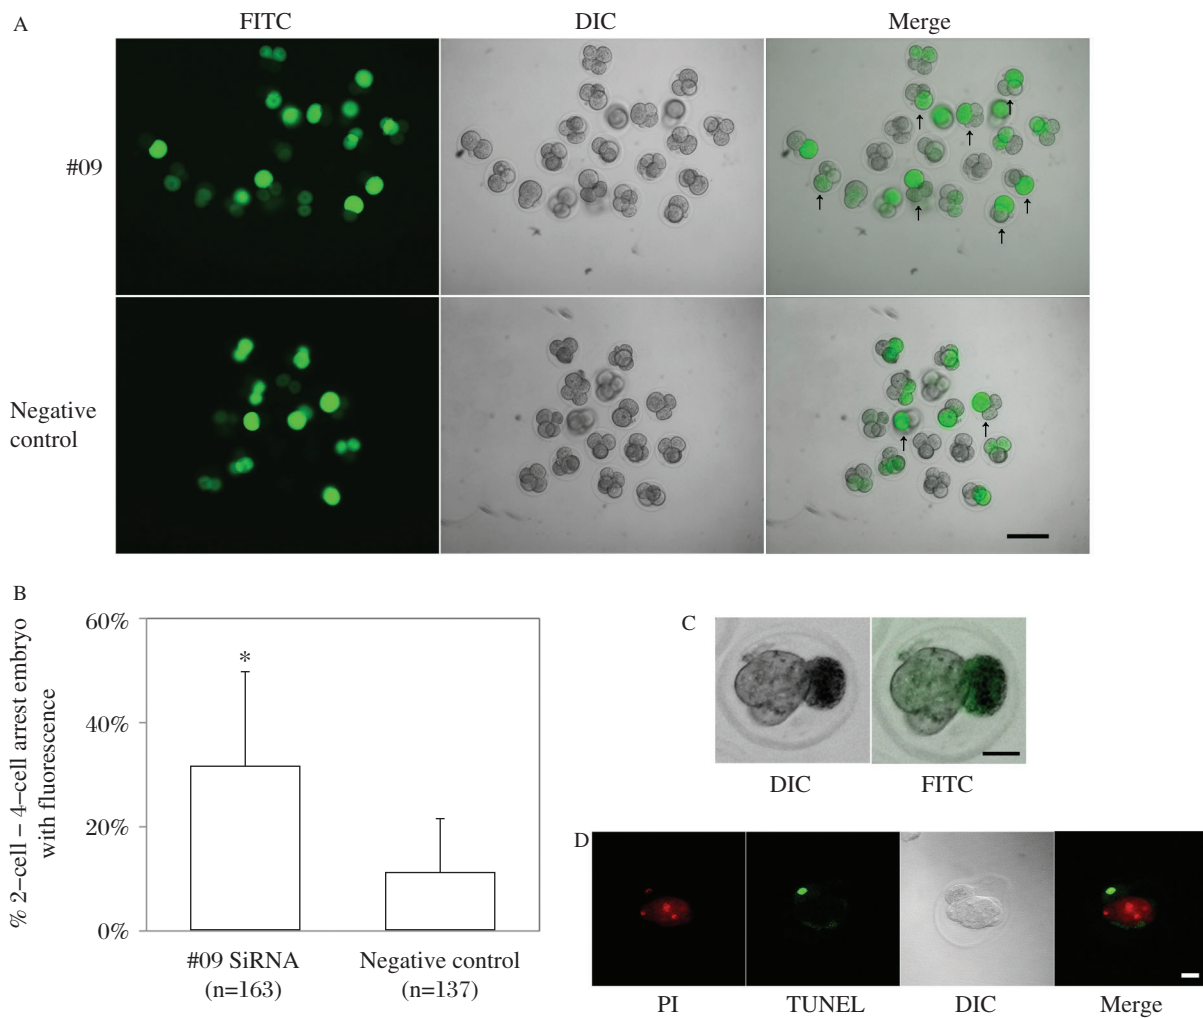 A
FITC
DIC
Merge
#09
Negative
control
B
60%
40%
20%
0%
% 2–cell – 4–cell arrest embryo
with fluorescence
*
#09 SiRNA
(n=163)
Negative control
(n=137)
C
DIC
FITC
D
PI
TUNEL
DIC
Merge